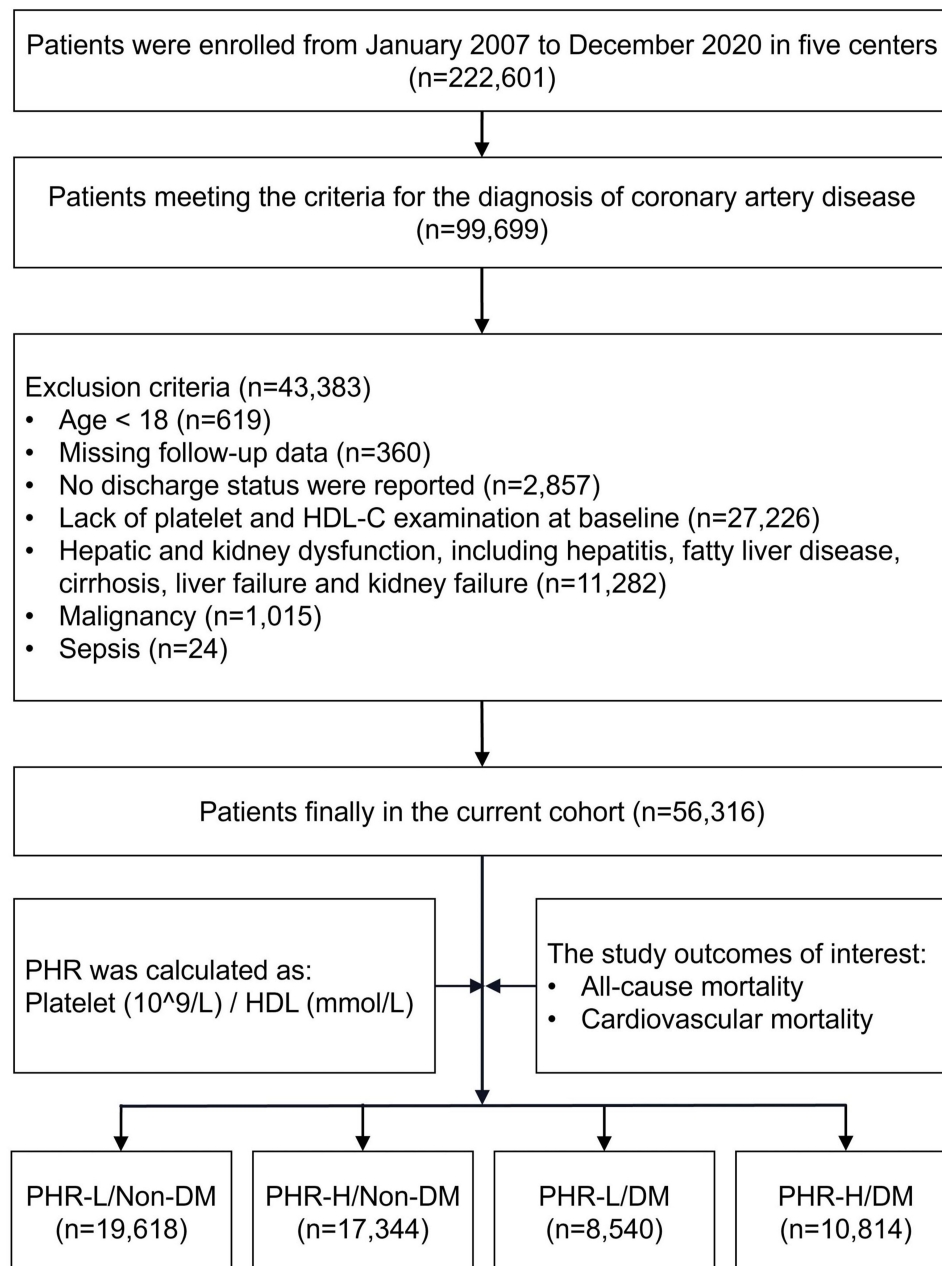 Patients were enrolled from January 2007 to December 2020 in five centers
(n=222,601)
Patients meeting the criteria for the diagnosis of coronary artery disease
(n=99,699)
Exclusion criteria (n=43,383)
• Age < 18 (n=619)
• Missing follow-up data (n=360)
• No discharge status were reported (n=2,857)
• Lack of platelet and HDL-C examination at baseline (n=27,226)
• Hepatic and kidney dysfunction, including hepatitis, fatty liver disease,
cirrhosis, liver failure and kidney failure (n=11,282)
• Malignancy (n=1,015)
• Sepsis (n=24)
Patients finally in the current cohort (n=56,316)
PHR was calculated as:
Platelet (10^9/L) / HDL (mmol/L)
The study outcomes of interest:
• All-cause mortality
• Cardiovascular mortality
PHR-L/Non-DM
(n=19,618)
PHR-H/Non-DM
(n=17,344)
PHR-L/DM
(n=8,540)
PHR-H/DM
(n=10,814)